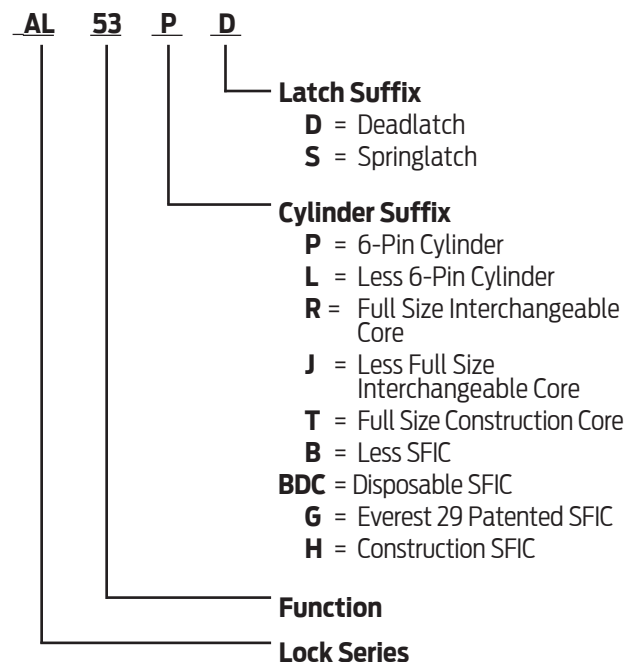 AL 53 P D
Latch Suffix
D = Deadlatch
S = Springlatch
Cylinder Suffix
P = 6-Pin Cylinder
L = Less 6-Pin Cylinder
R = Full Size Interchangeable
Core
J = Less Full Size
Interchangeable Core
T = Full Size Construction Core
B = Less SFIC
BDC = Disposable SFIC
G = Everest 29 Patented SFIC
H = Construction SFIC
Function
Lock Series